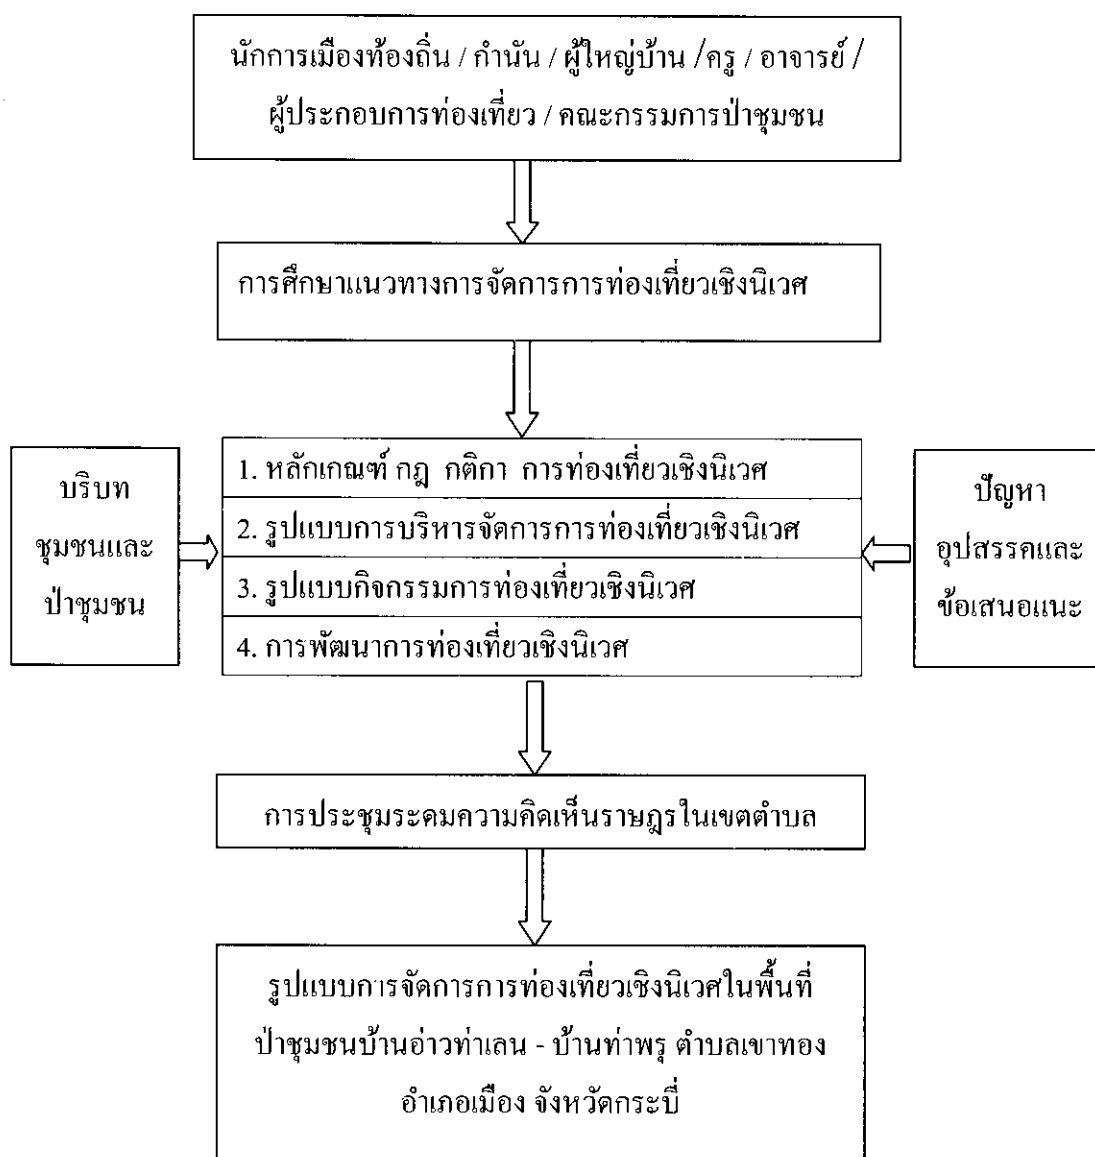 นักการเมืองท้องถิ่น / กำนัน / ผู้ใหญ่บ้าน /ครู / อาจารย์ /
ผู้ประกอบการท่องเที่ยว / คณะกรรมการป่าชุมชน
การศึกษาแนวทางการจัดการการท่องเที่ยวเชิงนิเวศ
บริบท
ชุมชนและ
ป่าชุมชน
1. หลักเกณฑ์ กฎ กติกา การท่องเที่ยวเชิงนิเวศ
2. รูปแบบการบริหารจัดการการท่องเที่ยวเชิงนิเวศ
3. รูปแบบกิจกรรมการท่องเที่ยวเชิงนิเวศ
4. การพัฒนาการท่องเที่ยวเชิงนิเวศ
ปัญหา
อุปสรรคและ
ข้อเสนอแนะ
การประชุมระดมความคิดเห็นราษฎรในเขตตำบล
รูปแบบการจัดการการท่องเที่ยวเชิงนิเวศในพื้นที่
ป่าชุมชนบ้านอ่าวท่าเลน - บ้านท่าพรุ ตำบลเขาทอง
อำเภอเมือง จังหวัดกระบี่